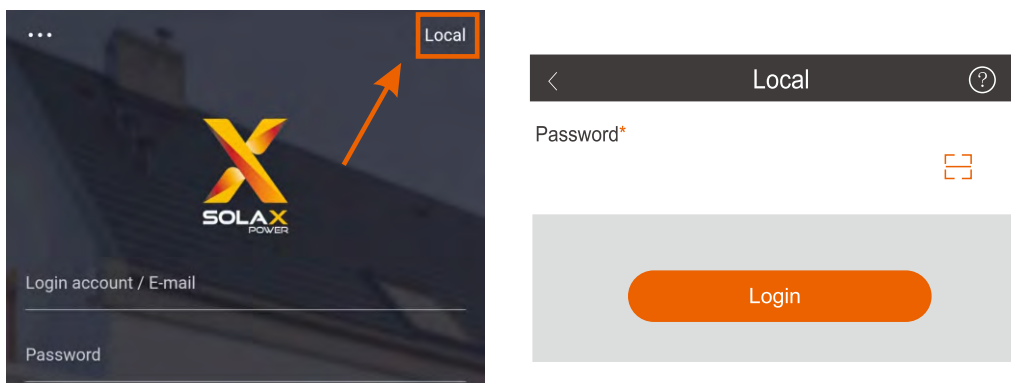 Local
SOLAX
POWER
Login account / E-mail
Password
Local
?
Password*
Login